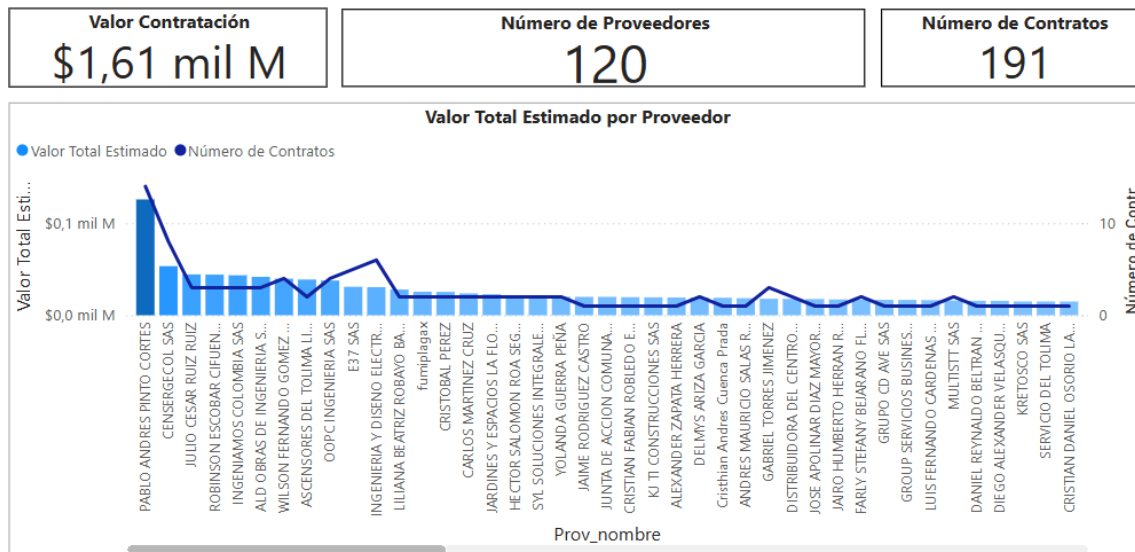 Valor Contratación
$1,61 mil M
Número de Proveedores
120
Número de Contratos
191
Valor Total Estimado por Proveedor
Valor Total Estimado
Número de Contratos
Valor Total Esti...
$0,1 mil M
$0,0 mil M
10
0
Número de Contr...
PABLO ANDRES PINTO CORTES
CENSERGECOL SAS
JULIO CESAR RUIZ RUIZ
ROBINSON ESCOBAR CIFUEN...
INGENIAMOS COLOMBIA SAS
ALD OBRAS DE INGENIERIA S...
WILSON FERNANDO GOMEZ ...
ASCENSORES DEL TOLIMA LI...
OOPC INGENIERIA SAS
E37 SAS
INGENIERIA Y DISENO ELECTR...
LILIANA BEATRIZ ROBAYO BA...
fumiplagax
CRISTOBAL PEREZ
CARLOS MARTINEZ CRUZ
JARDINES Y ESPACIOS LA FLO...
HECTOR SALOMON ROA SEG...
SYL SOLUCIONES INTEGRALE...
YOLANDA GUERRA PEÑA
JAIME RODRIGUEZ CASTRO
JUNTA DE ACCION COMUNA...
CRISTIAN FABIAN ROBLEDO E...
KJ TI CONSTRUCCIONES SAS
ALEXANDER ZAPATA HERRERA
DELMYS ARIZA GARCIA
Cristhian Andres Cuenca Prada
ANDRES MAURICIO SALAS R...
GABRIEL TORRES JIMENEZ
DISTRIBUIDORA DEL CENTRO...
JOSE APOLINAR DIAZ MAYOR...
JAIRO HUMBERTO HERRAN R...
FARLY STEFANY BEJARANO FL...
GRUPO CD AVE SAS
GROUP SERVICIOS BUSINES...
LUIS FERNANDO CARDENAS ...
MULTISTT SAS
DANIEL REYNALDO BELTRAN ...
DIEGO ALEXANDER VELASQU...
KRETOSCO SAS
SERVICIO DEL TOLIMA
CRISTIAN DANIEL OSORIO LA...
Prov_nombre